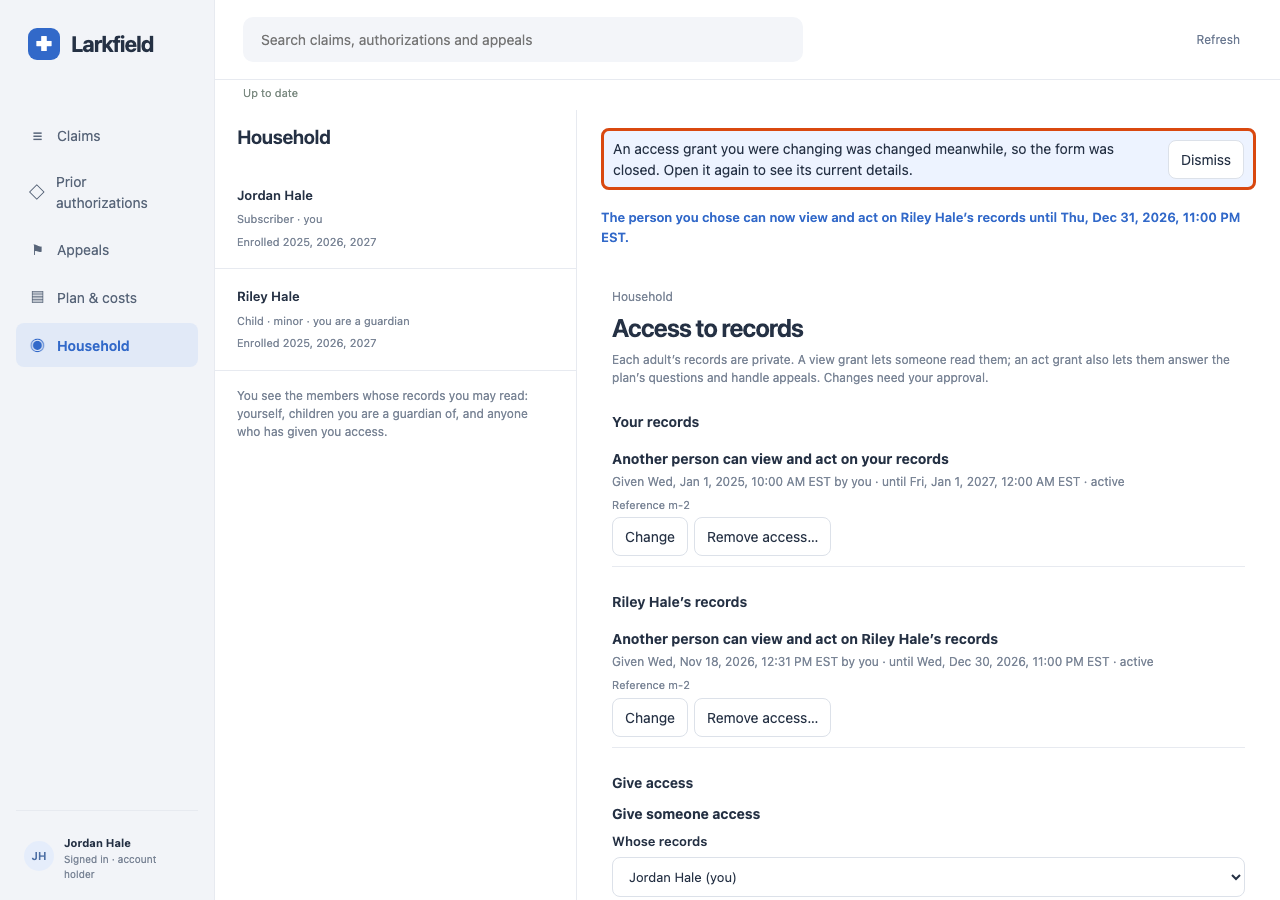 Larkfield
Search claims, authorizations and appeals
Refresh
Up to date
Claims
Prior
authorizations
Appeals
Plan & costs
Household
Jordan Hale
Signed in · account
holder
JH
Household
Jordan Hale
Subscriber · you
Enrolled 2025, 2026, 2027
Riley Hale
Child · minor · you are a guardian
Enrolled 2025, 2026, 2027
You see the members whose records you may read:
yourself, children you are a guardian of, and anyone
who has given you access.
An access grant you were changing was changed meanwhile, so the form was
closed. Open it again to see its current details.
Dismiss
The person you chose can now view and act on Riley Hale’s records until Thu, Dec 31, 2026, 11:00 PM
EST.
Household
Access to records
Each adult’s records are private. A view grant lets someone read them; an act grant also lets them answer the
plan’s questions and handle appeals. Changes need your approval.
Your records
Another person can view and act on your records
Given Wed, Jan 1, 2025, 10:00 AM EST by you · until Fri, Jan 1, 2027, 12:00 AM EST · active
Reference m-2
Change
Remove access…
Riley Hale’s records
Another person can view and act on Riley Hale’s records
Given Wed, Nov 18, 2026, 12:31 PM EST by you · until Wed, Dec 30, 2026, 11:00 PM EST · active
Reference m-2
Change
Remove access…
Give access
Give someone access
Whose records
Jordan Hale (you)